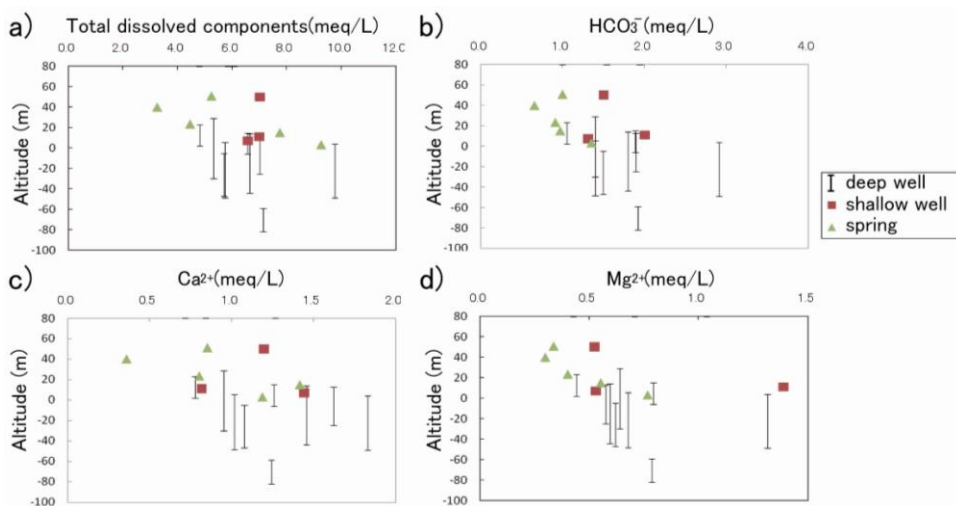 a) Total dissolved components(meq/L)
0.0 2.0 4.0 6.0 8.0 10.0 12.0
80
60
40
20
0
-20
-40
-60
-80
-100
Altitude (m)
b) HCO3-(meq/L)
0.0 1.0 2.0 3.0 4.0
80
60
40
20
0
-20
-40
-60
-80
-100
Altitude (m)
deep well
shallow well
spring
c) Ca2+(meq/L)
0.0 0.5 1.0 1.5 2.0
80
60
40
20
0
-20
-40
-60
-80
-100
Altitude (m)
d) Mg2+(meq/L)
0.0 0.5 1.0 1.5
80
60
40
20
0
-20
-40
-60
-80
-100
Altitude (m)